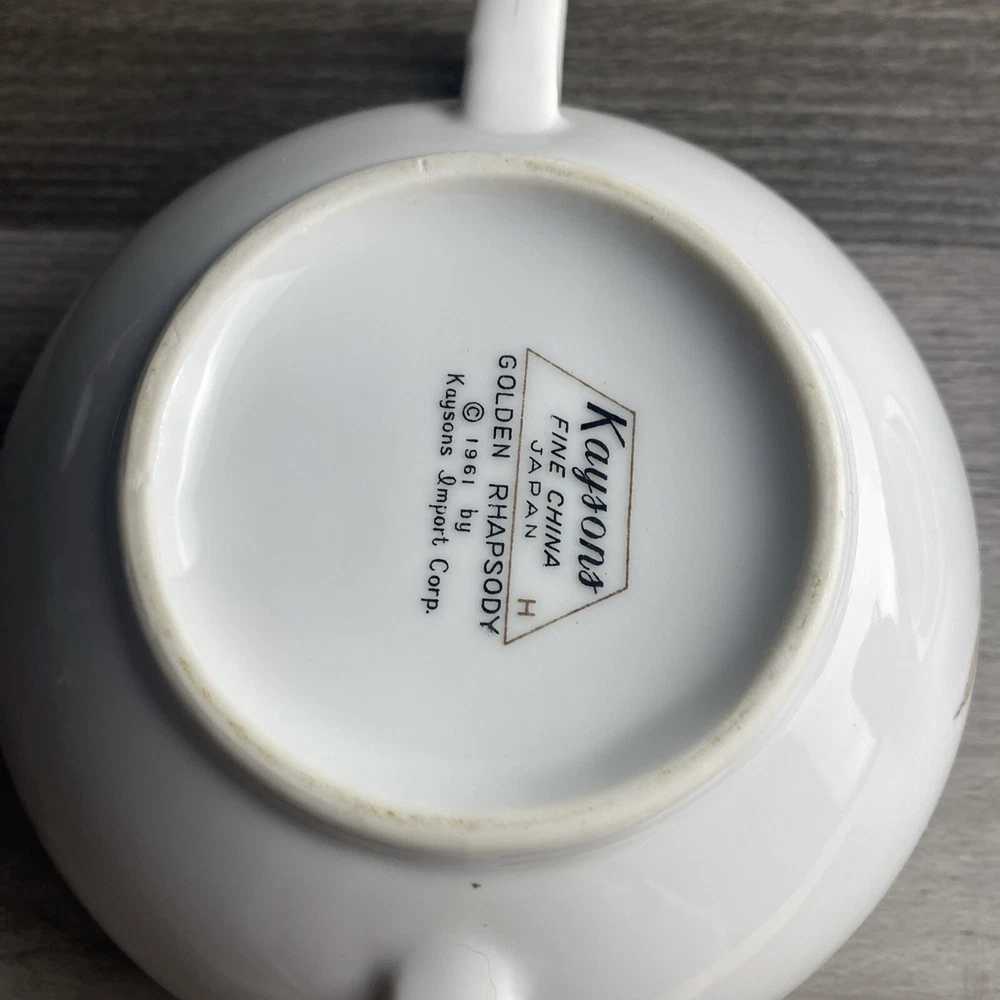 Kaysons
FINE CHINA
JAPAN
H
GOLDEN RHAPSODY
© 1961 by
Kaysons Import Corp.